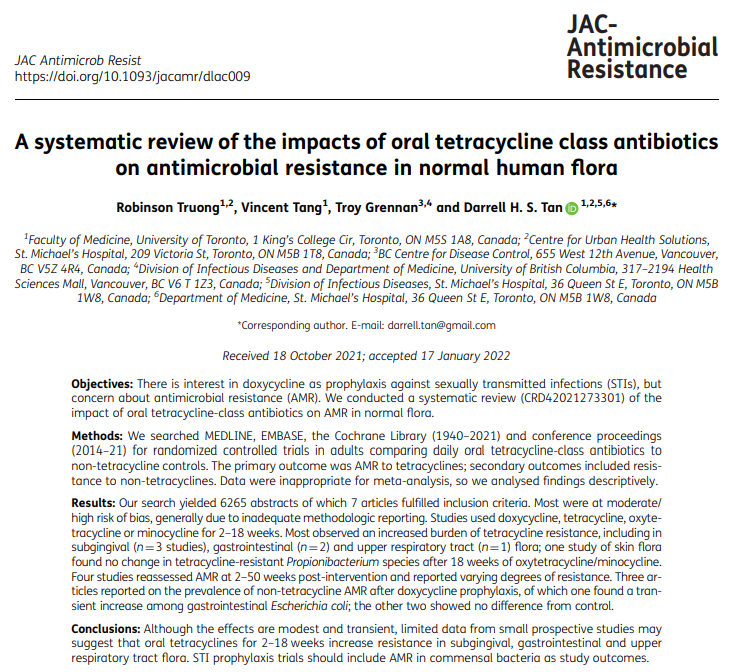 JAC-
Antimicrobial
Resistance
JAC Antimicrob Resist
https://doi.org/10.1093/jacamr/dlac009
A systematic review of the impacts of oral tetracycline class antibiotics
on antimicrobial resistance in normal human flora
Robinson Truong1,2, Vincent Tang1, Troy Grennan3,4 and Darrell H. S. Tan iD 1,2,5,6*
1Faculty of Medicine, University of Toronto, 1 King's College Cir, Toronto, ON M5S 1A8, Canada; 2Centre for Urban Health Solutions,
St. Michael's Hospital, 209 Victoria St, Toronto, ON M5B 1T8, Canada; 3BC Centre for Disease Control, 655 West 12th Avenue, Vancouver,
BC V5Z 4R4, Canada; 4Division of Infectious Diseases and Department of Medicine, University of British Columbia, 317–2194 Health
Sciences Mall, Vancouver, BC V6 T 1Z3, Canada; 5Division of Infectious Diseases, St. Michael's Hospital, 36 Queen St E, Toronto, ON M5B
1W8, Canada; 6Department of Medicine, St. Michael's Hospital, 36 Queen St E, Toronto, ON M5B 1W8, Canada
*Corresponding author. E-mail: darrell.tan@gmail.com
Received 18 October 2021; accepted 17 January 2022
Objectives: There is interest in doxycycline as prophylaxis against sexually transmitted infections (STIs), but
concern about antimicrobial resistance (AMR). We conducted a systematic review (CRD42021273301) of the
impact of oral tetracycline-class antibiotics on AMR in normal flora.
Methods: We searched MEDLINE, EMBASE, the Cochrane Library (1940–2021) and conference proceedings
(2014–21) for randomized controlled trials in adults comparing daily oral tetracycline-class antibiotics to
non-tetracycline controls. The primary outcome was AMR to tetracyclines; secondary outcomes included resis-
tance to non-tetracyclines. Data were inappropriate for meta-analysis, so we analysed findings descriptively.
Results: Our search yielded 6265 abstracts of which 7 articles fulfilled inclusion criteria. Most were at moderate/
high risk of bias, generally due to inadequate methodologic reporting. Studies used doxycycline, tetracycline, oxyte-
tracycline or minocycline for 2–18 weeks. Most observed an increased burden of tetracycline resistance, including in
subgingival (n = 3 studies), gastrointestinal (n = 2) and upper respiratory tract (n = 1) flora; one study of skin flora
found no change in tetracycline-resistant Propionibacterium species after 18 weeks of oxytetracycline/minocycline.
Four studies reassessed AMR at 2–50 weeks post-intervention and reported varying degrees of resistance. Three ar-
ticles reported on the prevalence of non-tetracycline AMR after doxycycline prophylaxis, of which one found a tran-
sient increase among gastrointestinal Escherichia coli; the other two showed no difference from control.
Conclusions: Although the effects are modest and transient, limited data from small prospective studies may
suggest that oral tetracyclines for 2–18 weeks increase resistance in subgingival, gastrointestinal and upper
respiratory tract flora. STI prophylaxis trials should include AMR in commensal bacteria as study outcomes.